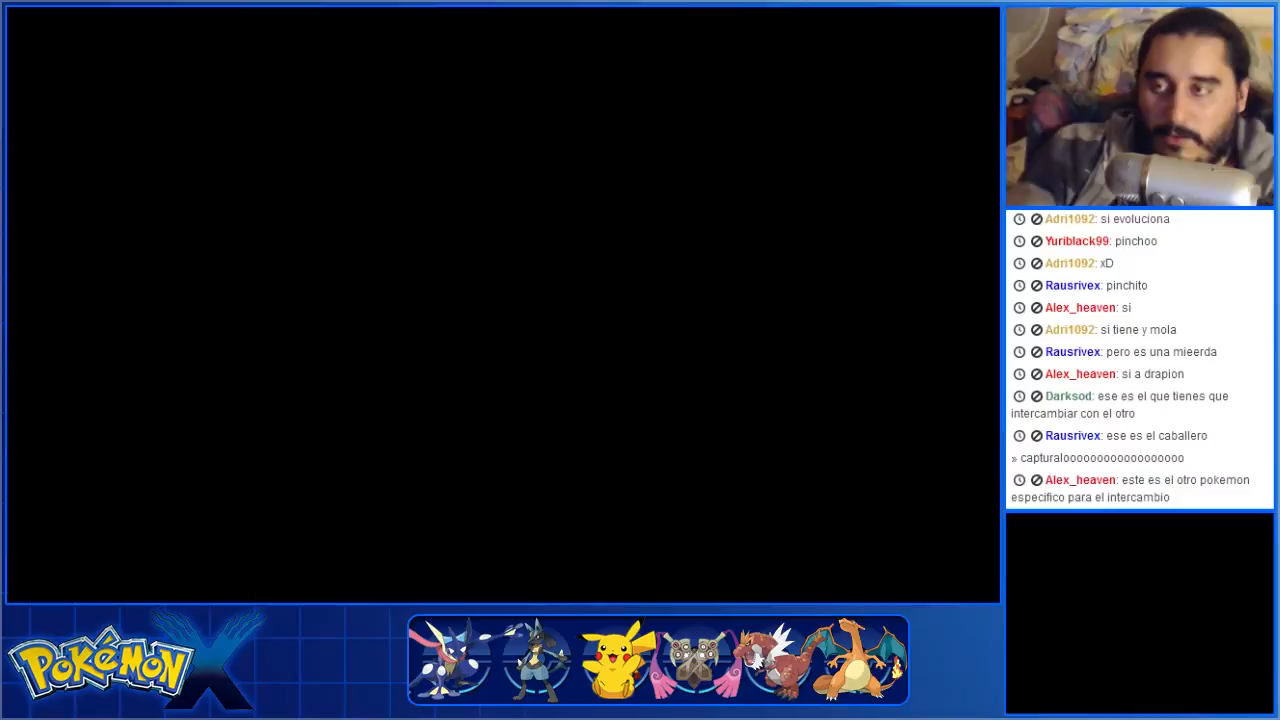 Adri1092: si evoluciona
Yuriblack99: pinchoo
Adri1092: xD
Rausrivex: pinchito
Alex_heaven: si
Adri1092: si tiene y mola
Rausrivex: pero es una mieerda
Alex_heaven: si a drapion
Darksod: ese es el que tienes que
intercambiar con el otro
Rausrivex: ese es el caballero
» capturaloooooooooooooooooo
Alex_heaven: este es el otro pokemon
especifico para el intercambio
POKéMON X